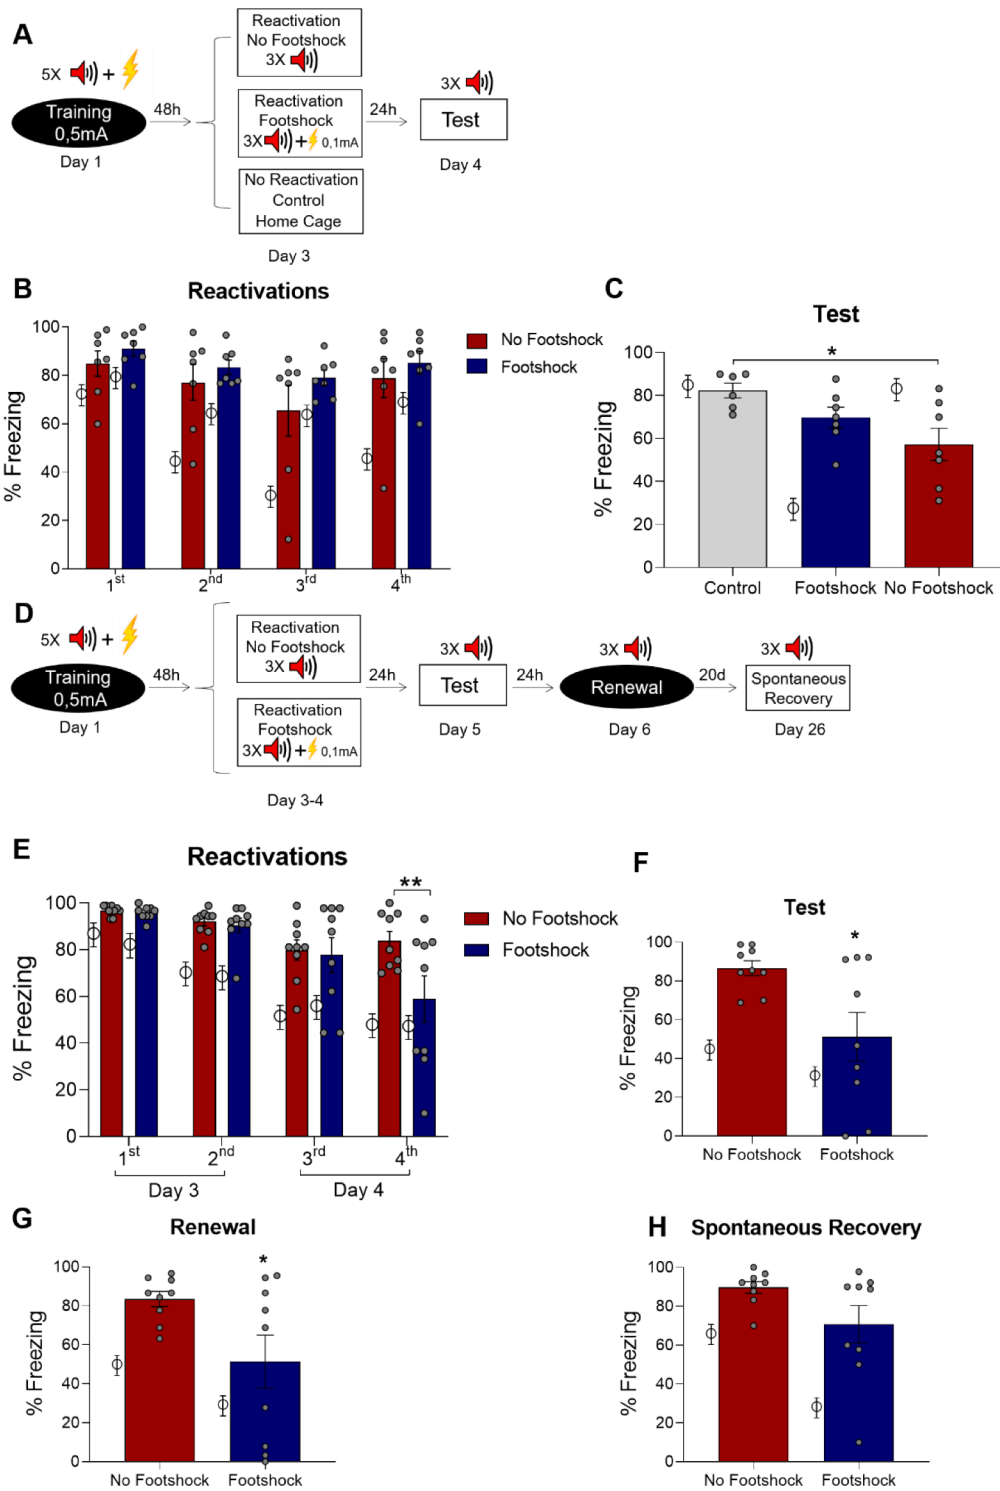 A
5X + 
Training
0,5mA
Day 1
48h
Reactivation
No Footshock
3X
Reactivation
Footshock
3X + 0,1mA
No Reactivation
Control
Home Cage
Day 3
24h
3X
Test
Day 4
B
Reactivations
% Freezing
100
80
60
40
20
0
1st
2nd
3rd
4th
No Footshock
Footshock
C
Test
*
% Freezing
100
80
60
40
20
0
Control
Footshock
No Footshock
D
5X +
Training
0,5mA
Day 1
48h
Reactivation
No Footshock
3X
Reactivation
Footshock
3X + 0,1mA
Day 3-4
24h
3X
Test
Day 5
24h
3X
Renewal
Day 6
20d
3X
Spontaneous
Recovery
Day 26
E
Reactivations
**
% Freezing
100
80
60
40
20
0
1st
2nd
3rd
4th
Day 3
Day 4
No Footshock
Footshock
F
Test
*
% Freezing
100
80
60
40
20
0
No Footshock
Footshock
G
Renewal
*
% Freezing
100
80
60
40
20
0
No Footshock
Footshock
H
Spontaneous Recovery
% Freezing
100
80
60
40
20
0
No Footshock
Footshock